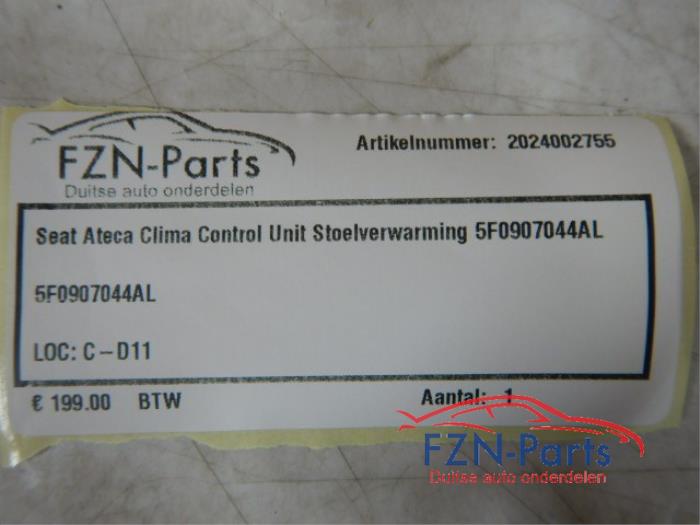 FZN-Parts
Duitse auto onderdelen
Artikelnummer: 2024002755
Seat Ateca Clima Control Unit Stoelverwarming 5F0907044AL
5F0907044AL
LOC: C-D11
€ 199.00 BTW
Aantal: 1
FZN-Parts
Duitse auto onderdelen